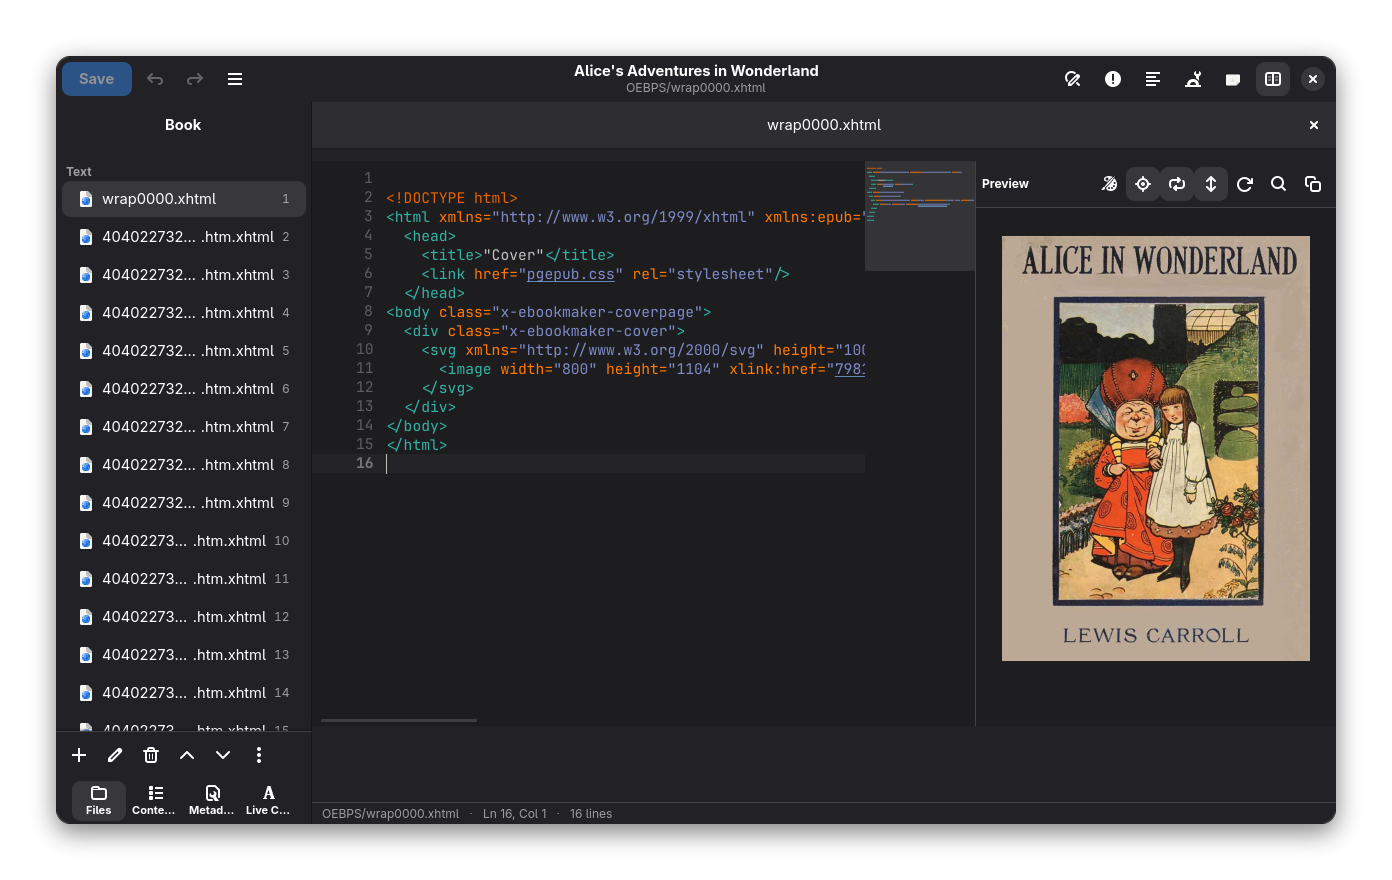 Save
Alice's Adventures in Wonderland
OEBPS/wrap0000.xhtml
Book
wrap0000.xhtml
Text
wrap0000.xhtml 1
404022732... .htm.xhtml 2
404022732... .htm.xhtml 3
404022732... .htm.xhtml 4
404022732... .htm.xhtml 5
404022732... .htm.xhtml 6
404022732... .htm.xhtml 7
404022732... .htm.xhtml 8
404022732... .htm.xhtml 9
40402273... .htm.xhtml 10
40402273... .htm.xhtml 11
40402273... .htm.xhtml 12
40402273... .htm.xhtml 13
40402273... .htm.xhtml 14
40402273... .htm.xhtml 15
Files
Conte...
Metad...
Live C...
1
2 <!DOCTYPE html>
3 <html xmlns="http://www.w3.org/1999/xhtml" xmlns:epub="
4 <head>
5 <title>"Cover"</title>
6 <link href="pgepub.css" rel="stylesheet"/>
7 </head>
8 <body class="x-ebookmaker-coverpage">
9 <div class="x-ebookmaker-cover">
10 <svg xmlns="http://www.w3.org/2000/svg" height="100
11 <image width="800" height="1104" xlink:href="7981
12 </svg>
13 </div>
14 </body>
15 </html>
16
Preview
ALICE IN WONDERLAND
LEWIS CARROLL
OEBPS/wrap0000.xhtml · Ln 16, Col 1 · 16 lines